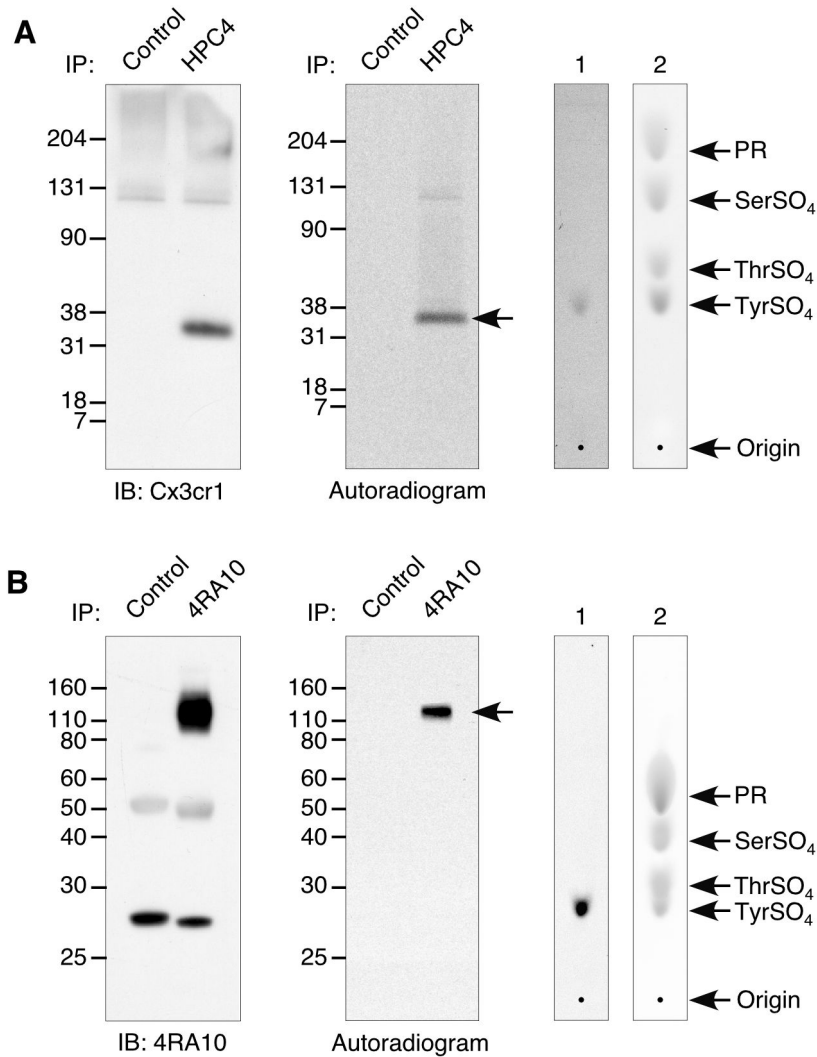 A
IP: Control HPC4
204
131
90
38
31
18
7
IB: Cx3cr1
IP: Control HPC4
204
131
90
38
31
18
7
Autoradiogram
1 2
PR
SerSO4
ThrSO4
TyrSO4
Origin
B
IP: Control 4RA10
160
110
80
60
50
40
30
25
IB: 4RA10
IP: Control 4RA10
160
110
80
60
50
40
30
25
Autoradiogram
1 2
PR
SerSO4
ThrSO4
TyrSO4
Origin